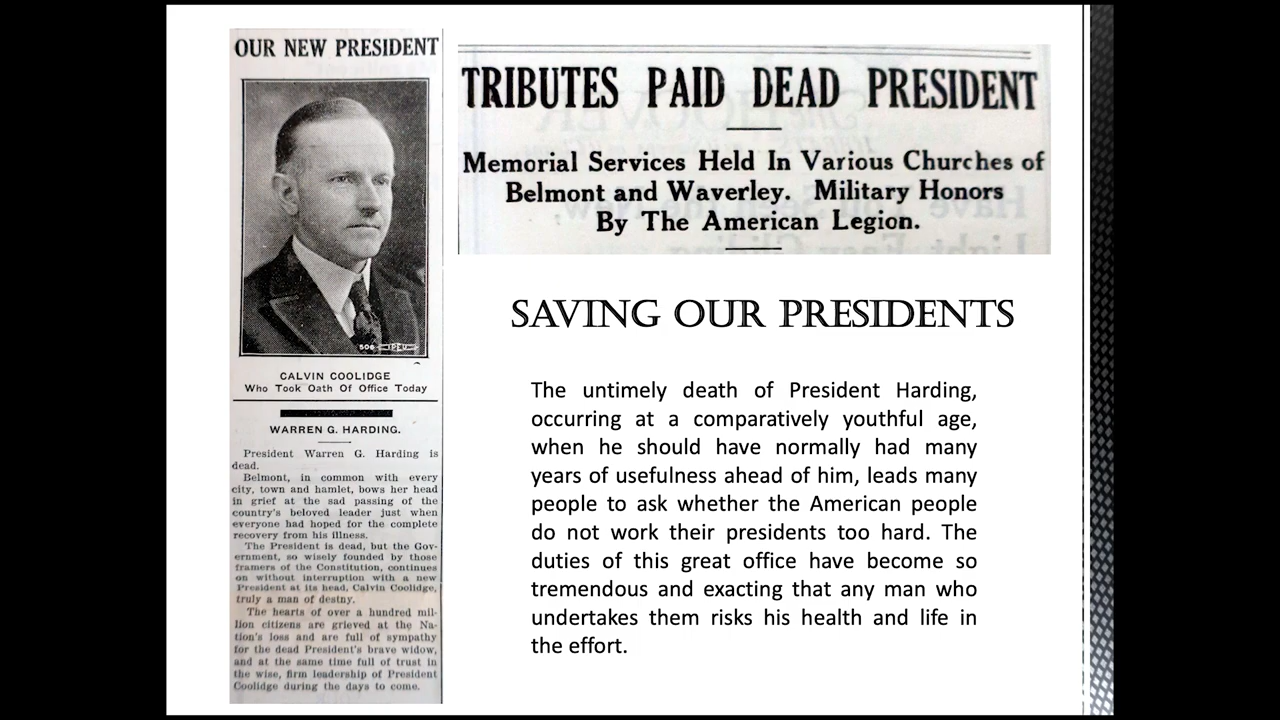 OUR NEW PRESIDENT
CALVIN COOLIDGE
Who Took Oath Of Office Today
WARREN G. HARDING.
President Warren G. Harding is
dead.
Belmont, in common with every
city, town and hamlet, bows her head
in grief at the sad passing of the
country's beloved leader just when
everyone had hoped for the complete
recovery from his illness.
The President is dead, but the Gov-
ernment, so wisely founded by those
framers of the Constitution, continues
on without interruption with a new
President at its head, Calvin Coolidge,
truly a man of destny.
The hearts of over a hundred mil-
lion citizens are grieved at the Na-
tion's loss and are full of sympathy
for the dead President's brave widow,
and at the same time full of trust in
the wise, firm leadership of President
Coolidge during the days to come.
TRIBUTES PAID DEAD PRESIDENT
Memorial Services Held In Various Churches of
Belmont and Waverley. Military Honors
By The American Legion.
SAVING OUR PRESIDENTS
The untimely death of President Harding,
occurring at a comparatively youthful age,
when he should have normally had many
years of usefulness ahead of him, leads many
people to ask whether the American people
do not work their presidents too hard. The
duties of this great office have become so
tremendous and exacting that any man who
undertakes them risks his health and life in
the effort.